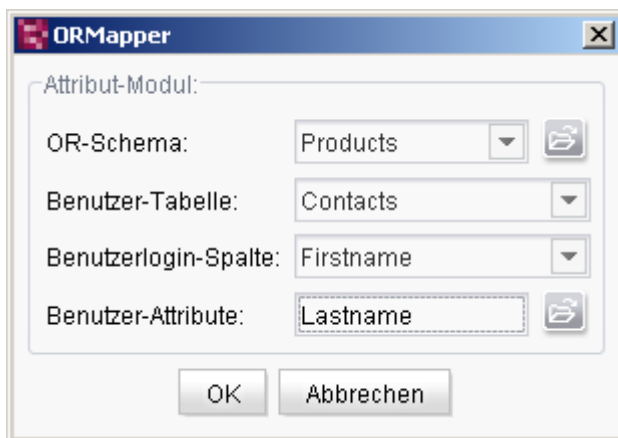 ORMapper
Attribut-Modul:
OR-Schema: Products
Benutzer-Tabelle: Contacts
Benutzerlogin-Spalte: Firstname
Benutzer-Attribute: Lastname
OK Abbrechen